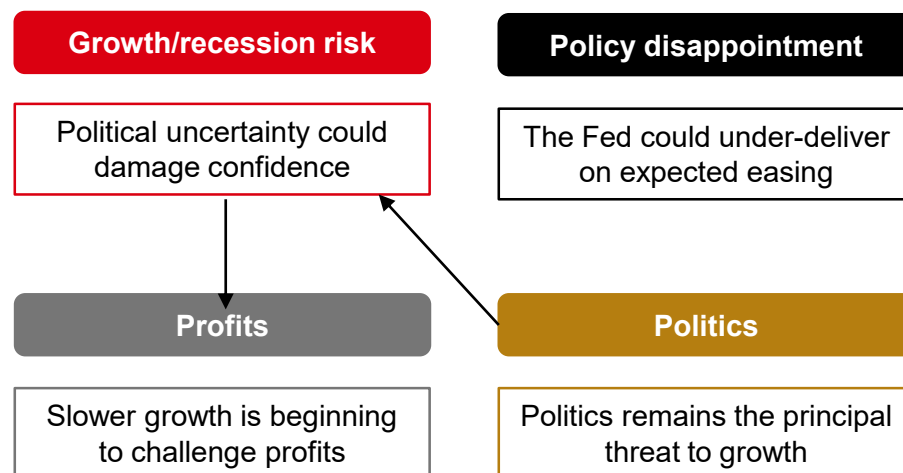 Growth/recession risk
Political uncertainty could
damage confidence
Policy disappointment
The Fed could under-deliver
on expected easing
Profits
Slower growth is beginning
to challenge profits
Politics
Politics remains the principal
threat to growth